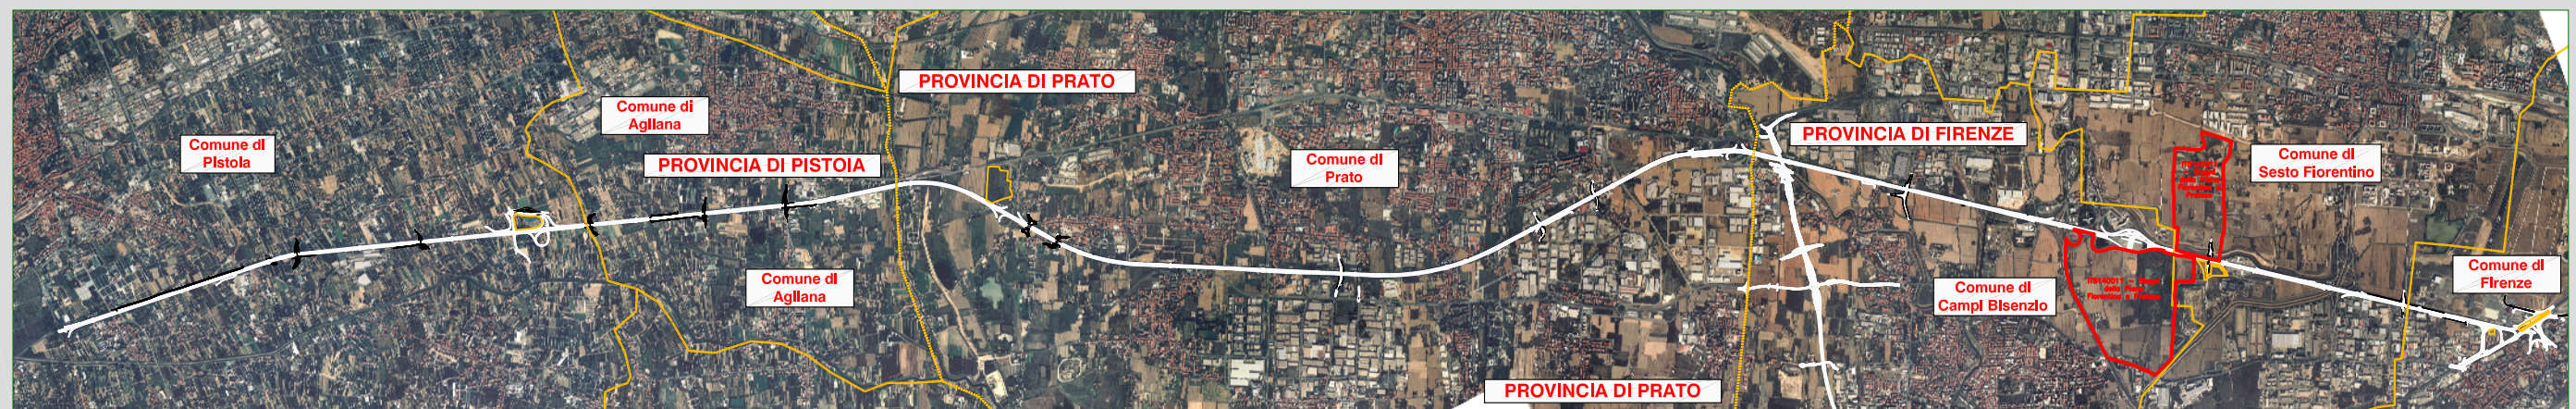 PROVINCIA DI PRATO
Comune di
Agliana
Comune di
Pistoia
PROVINCIA DI PISTOIA
Comune di
Prato
PROVINCIA DI FIRENZE
Comune di
Sesto Fiorentino
Comune di
Agliana
Comune di
Campi Bisenzio
Comune di
Firenze
PROVINCIA DI PRATO